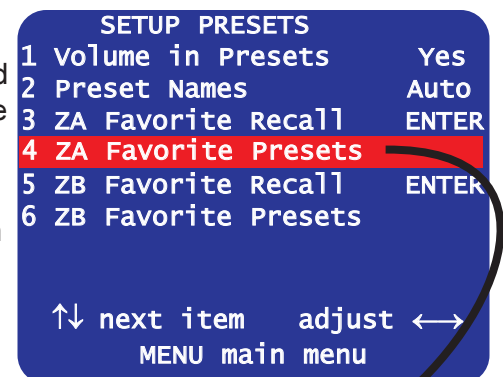 SETUP PRESETS
1 Volume in Presets Yes
2 Preset Names Auto
3 ZA Favorite Recall ENTER
4 ZA Favorite Presets
5 ZB Favorite Recall ENTER
6 ZB Favorite Presets
↑↓ next item adjust ←→
MENU main menu